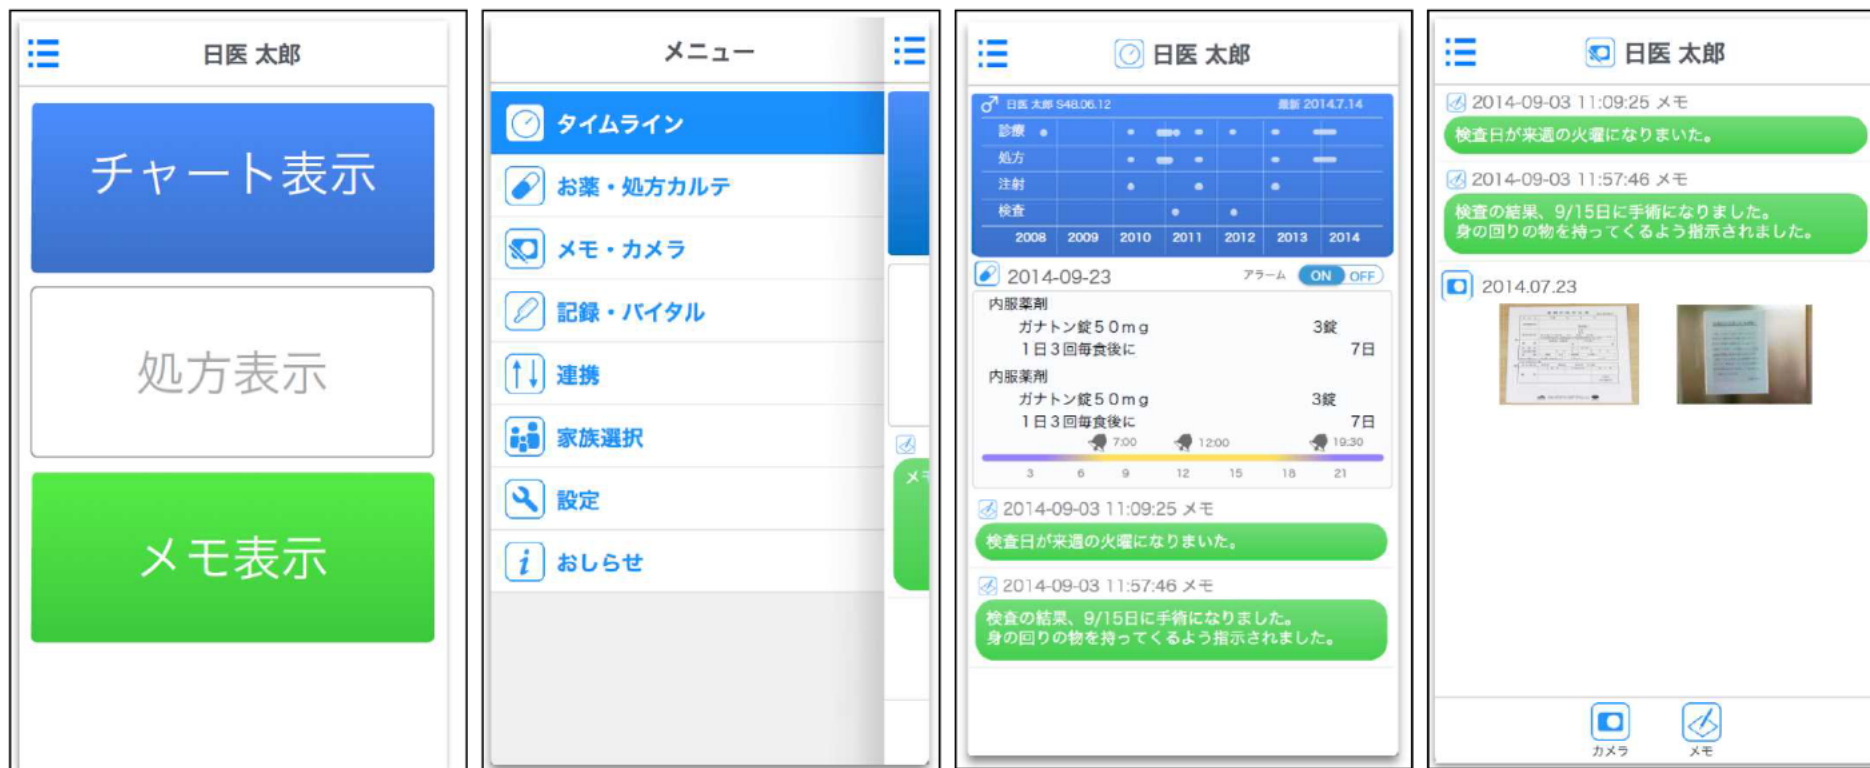 日医 太郎
チャート表示
処方表示
メモ表示
メニュー
タイムライン
お薬・処方カルテ
メモ・カメラ
記録・バイタル
連携
家族選択
設定
おしらせ
メモ
日医 太郎
日医 太郎 S48.06.12 最新 2014.7.14
診療
処方
注射
検査
2008 2009 2010 2011 2012 2013 2014
2014-09-23 アラーム ON OFF
内服薬剤
ガナトン錠50mg 3錠
1日3回毎食後に 7日
内服薬剤
ガナトン錠50mg 3錠
1日3回毎食後に 7日
7:00 12:00 19:30
3 6 9 12 15 18 21
2014-09-03 11:09:25 メモ
検査日が来週の火曜になりまいた。
2014-09-03 11:57:46 メモ
検査の結果、9/15日に手術になりました。
身の回りの物を持ってくるよう指示されました。
日医 太郎
2014-09-03 11:09:25 メモ
検査日が来週の火曜になりまいた。
2014-09-03 11:57:46 メモ
検査の結果、9/15日に手術になりました。
身の回りの物を持ってくるよう指示されました。
2014.07.23
カメラ メモ